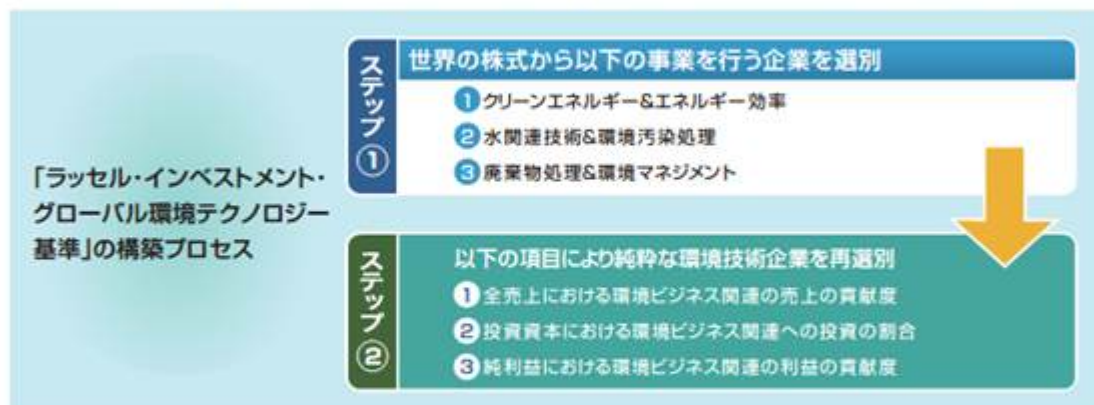 「ラッセル・インベストメント・
グローバル環境テクノロジー
基準」の構築プロセス
ステップ①
世界の株式から以下の事業を行う企業を選別
①クリーンエネルギー&エネルギー効率
②水関連技術&環境汚染処理
③廃棄物処理&環境マネジメント
ステップ②
以下の項目により純粋な環境技術企業を再選別
①全売上における環境ビジネス関連の売上の貢献度
②投資資本における環境ビジネス関連への投資の割合
③純利益における環境ビジネス関連の利益の貢献度